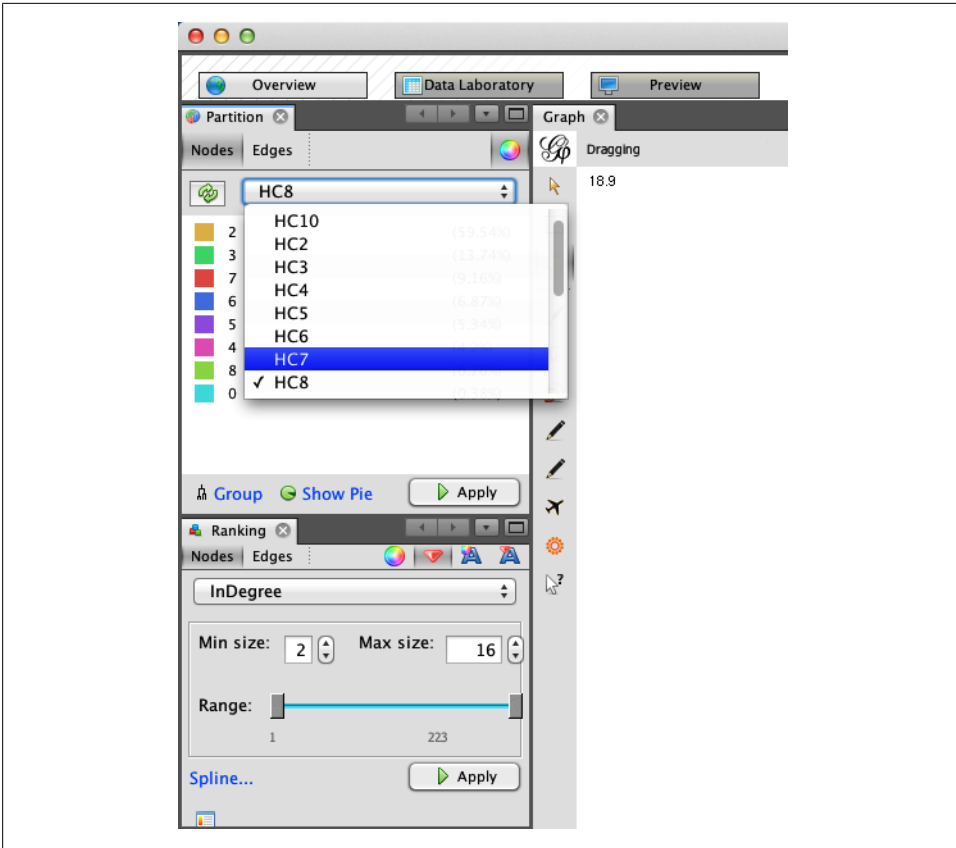 Overview
Data Laboratory
Preview
Partition
Graph
Nodes Edges
Dragging
HC8
18.9
HC10
HC2
HC3
HC4
HC5
HC6
HC7
✓ HC8
2 (59.54%)
3 (13.74%)
7 (9.16%)
6 (6.87%)
5 (5.34%)
4
8
0 (0.38%)
Group
Show Pie
Apply
Ranking
Nodes Edges
InDegree
Min size: 2
Max size: 16
Range:
1
223
Spline...
Apply